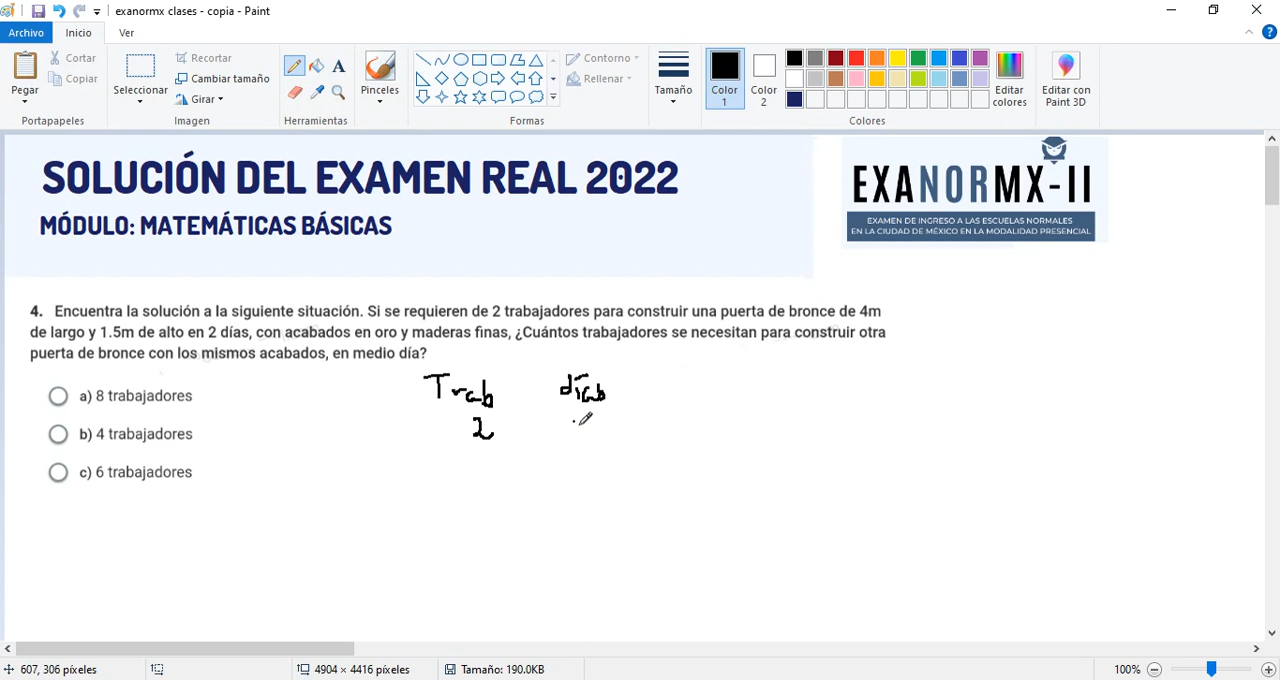 exanormx clases - copia - Paint
Archivo Inicio Ver
Pegar
Cortar
Copiar
Portapapeles
Seleccionar
Recortar
Cambiar tamaño
Girar
Imagen
Herramientas
Pinceles
Contorno
Rellenar
Formas
Tamaño
Color 1
Color 2
Editar colores
Editar con Paint 3D
Colores
SOLUCIÓN DEL EXAMEN REAL 2022
MÓDULO: MATEMÁTICAS BÁSICAS
EXANORMX-II
EXAMEN DE INGRESO A LAS ESCUELAS NORMALES
EN LA CIUDAD DE MÉXICO EN LA MODALIDAD PRESENCIAL
4. Encuentra la solución a la siguiente situación. Si se requieren de 2 trabajadores para construir una puerta de bronce de 4m
de largo y 1.5m de alto en 2 días, con acabados en oro y maderas finas, ¿Cuántos trabajadores se necesitan para construir otra
puerta de bronce con los mismos acabados, en medio día?
a) 8 trabajadores
b) 4 trabajadores
c) 6 trabajadores
Trab días
2
607, 306 píxeles
4904 × 4416 píxeles
Tamaño: 190.0KB
100%